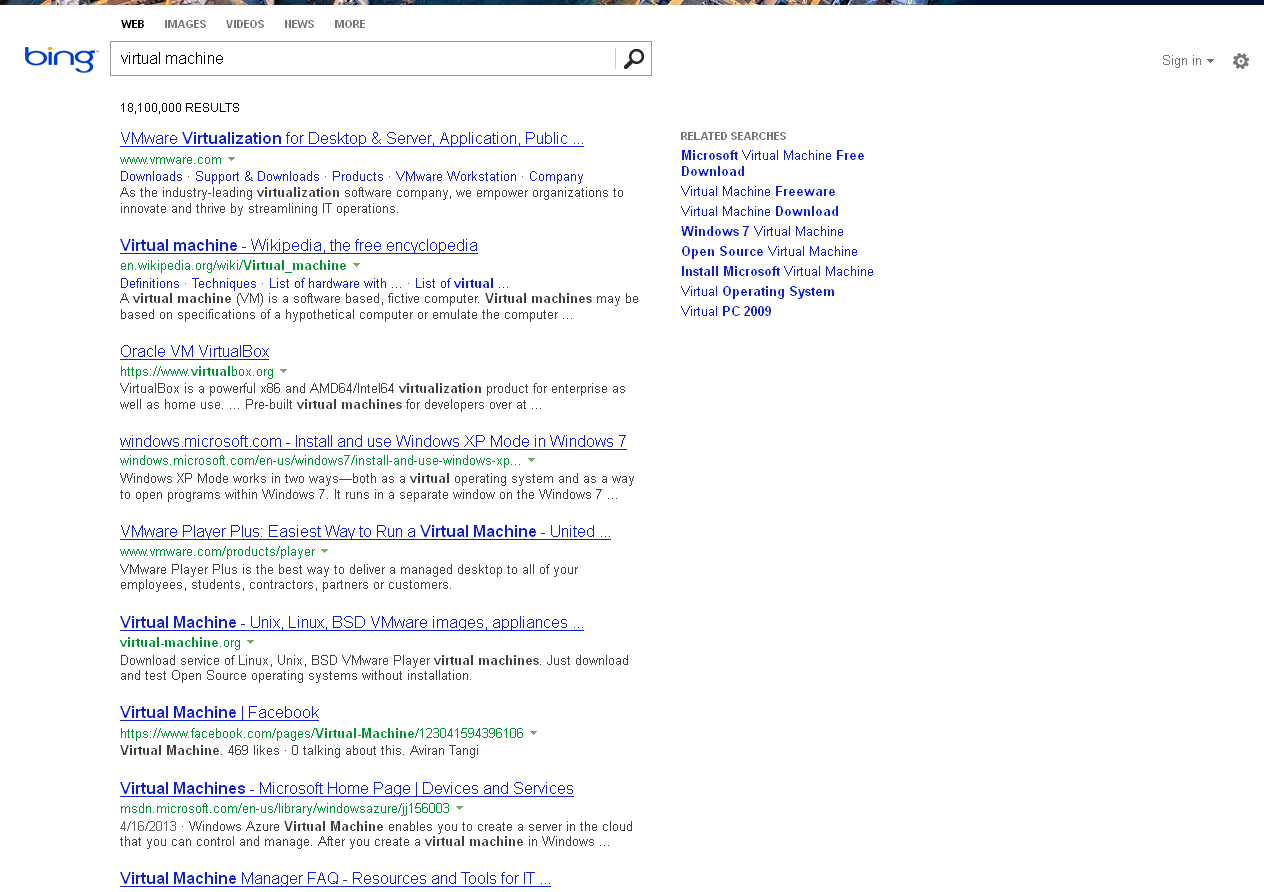 WEB IMAGES VIDEOS NEWS MORE
bing
virtual machine
Sign in
18,100,000 RESULTS
VMware Virtualization for Desktop & Server, Application, Public ...
www.vmware.com
Downloads · Support & Downloads · Products · VMware Workstation · Company
As the industry-leading virtualization software company, we empower organizations to
innovate and thrive by streamlining IT operations.
Virtual machine - Wikipedia, the free encyclopedia
en.wikipedia.org/wiki/Virtual_machine
Definitions · Techniques · List of hardware with ... · List of virtual ...
A virtual machine (VM) is a software based, fictive computer. Virtual machines may be
based on specifications of a hypothetical computer or emulate the computer ...
Oracle VM VirtualBox
https://www.virtualbox.org
VirtualBox is a powerful x86 and AMD64/Intel64 virtualization product for enterprise as
well as home use. ... Pre-built virtual machines for developers over at ...
windows.microsoft.com - Install and use Windows XP Mode in Windows 7
windows.microsoft.com/en-us/windows7/install-and-use-windows-xp...
Windows XP Mode works in two ways—both as a virtual operating system and as a way
to open programs within Windows 7. It runs in a separate window on the Windows 7 ...
VMware Player Plus: Easiest Way to Run a Virtual Machine - United ...
www.vmware.com/products/player
VMware Player Plus is the best way to deliver a managed desktop to all of your
employees, students, contractors, partners or customers.
Virtual Machine - Unix, Linux, BSD VMware images, appliances ...
virtual-machine.org
Download service of Linux, Unix, BSD VMware Player virtual machines. Just download
and test Open Source operating systems without installation.
Virtual Machine | Facebook
https://www.facebook.com/pages/Virtual-Machine/123041594396106
Virtual Machine. 469 likes · 0 talking about this. Aviran Tangi
Virtual Machines - Microsoft Home Page | Devices and Services
msdn.microsoft.com/en-us/library/windowsazure/jj156003
4/16/2013 · Windows Azure Virtual Machine enables you to create a server in the cloud
that you can control and manage. After you create a virtual machine in Windows ...
Virtual Machine Manager FAQ - Resources and Tools for IT ...
RELATED SEARCHES
Microsoft Virtual Machine Free
Download
Virtual Machine Freeware
Virtual Machine Download
Windows 7 Virtual Machine
Open Source Virtual Machine
Install Microsoft Virtual Machine
Virtual Operating System
Virtual PC 2009